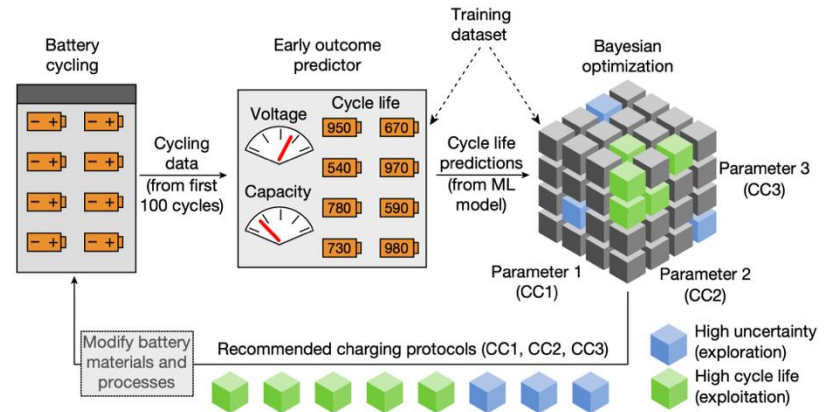 Battery
cycling
Early outcome
predictor
Training
dataset
Bayesian
optimization
− + − +
− + − +
− + − +
− + − +
Cycling
data
(from first
100 cycles)
Voltage
Capacity
Cycle life
950 670
540 970
780 590
730 980
Cycle life
predictions
(from ML
model)
Parameter 3
(CC3)
Parameter 1
(CC1)
Parameter 2
(CC2)
Modify battery
materials and
processes
Recommended charging protocols (CC1, CC2, CC3)
High uncertainty
(exploration)
High cycle life
(exploitation)